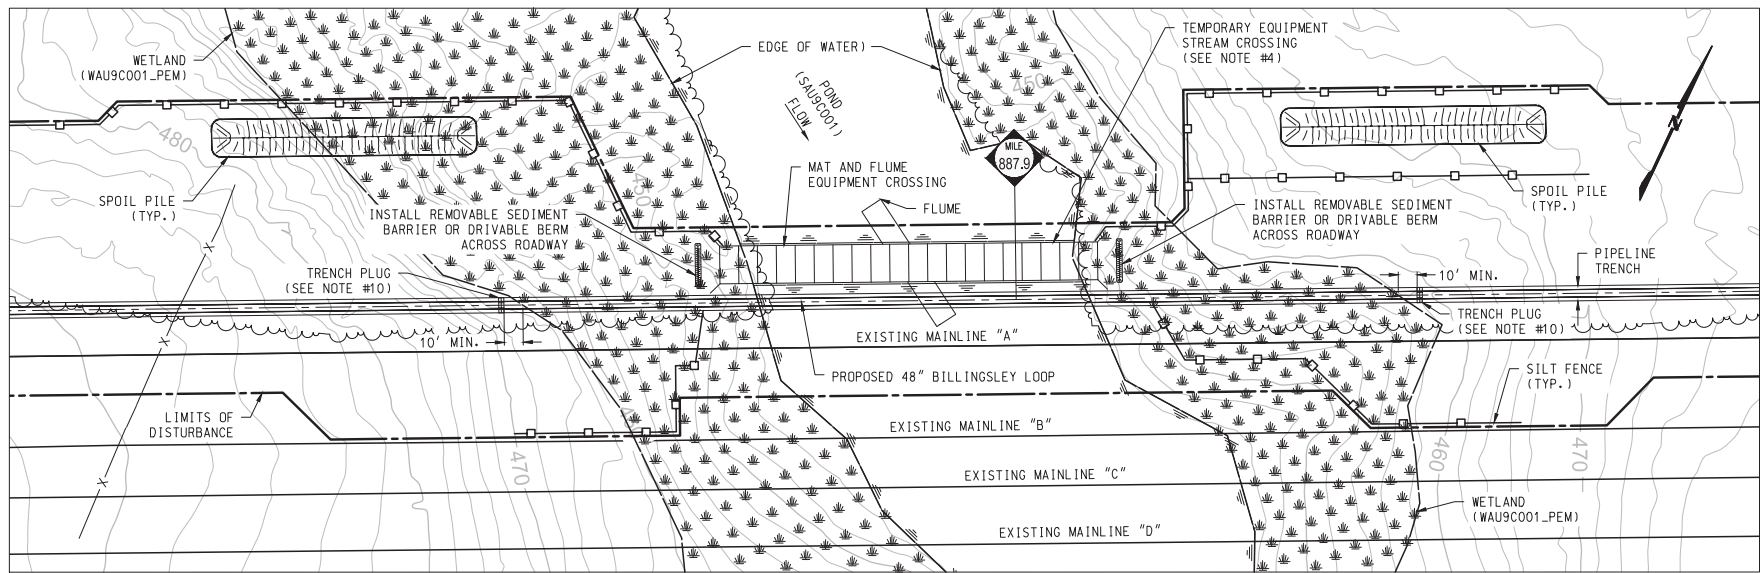 WETLAND
(WAU9C001_PEM)
EDGE OF WATER)
POND
(SAU9C001)
FLOW
TEMPORARY EQUIPMENT
STREAM CROSSING
(SEE NOTE #4)
450
480
MILE
887.9
N
MAT AND FLUME
EQUIPMENT CROSSING
SPOIL PILE
(TYP.)
450
FLUME
SPOIL PILE
(TYP.)
INSTALL REMOVABLE SEDIMENT
BARRIER OR DRIVABLE BERM
ACROSS ROADWAY
INSTALL REMOVABLE SEDIMENT
BARRIER OR DRIVABLE BERM
ACROSS ROADWAY
X
TRENCH PLUG
(SEE NOTE #10)
10' MIN.
PIPELINE
TRENCH
TRENCH PLUG
(SEE NOTE #10)
X
10' MIN.
EXISTING MAINLINE "A"
PROPOSED 48" BILLINGSLEY LOOP
SILT FENCE
(TYP.)
LIMITS OF
DISTURBANCE
EXISTING MAINLINE "B"
470
460
470
X
EXISTING MAINLINE "C"
WETLAND
(WAU9C001_PEM)
EXISTING MAINLINE "D"